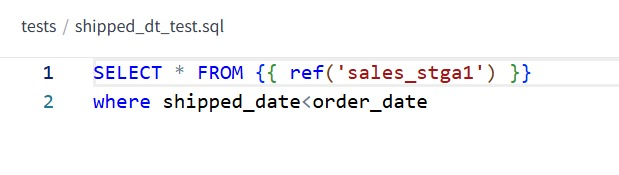 tests / shipped_dt_test.sql
1 SELECT * FROM {{ ref('sales_stga1') }}
2 where shipped_date<order_date